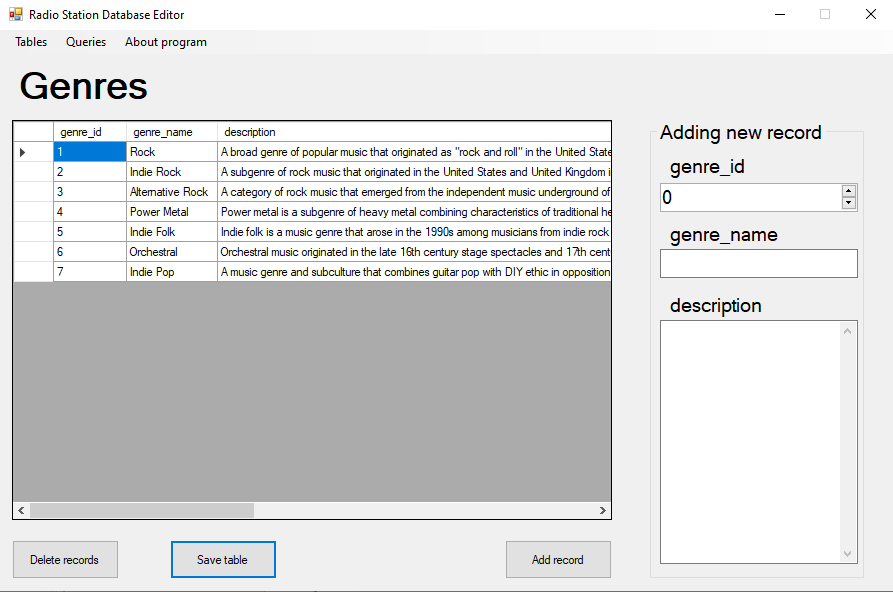 Radio Station Database Editor
Tables Queries About program
Genres
genre_id genre_name description
1 Rock A broad genre of popular music that originated as "rock and roll" in the United State
2 Indie Rock A subgenre of rock music that originated in the United States and United Kingdom i
3 Alternative Rock A category of rock music that emerged from the independent music underground of
4 Power Metal Power metal is a subgenre of heavy metal combining characteristics of traditional he
5 Indie Folk Indie folk is a music genre that arose in the 1990s among musicians from indie rock
6 Orchestral Orchestral music originated in the late 16th century stage spectacles and 17th cent
7 Indie Pop A music genre and subculture that combines guitar pop with DIY ethic in opposition
Delete records Save table Add record
Adding new record
genre_id
0
genre_name
description